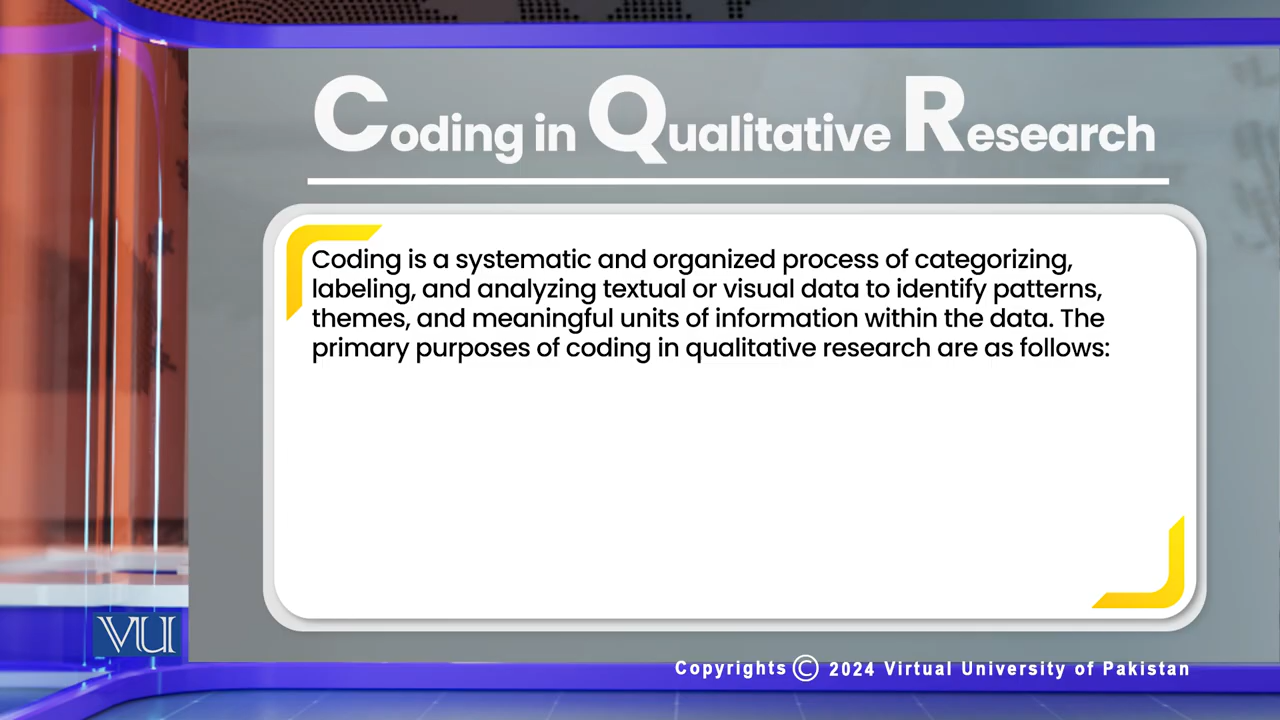 Coding in Qualitative Research
Coding is a systematic and organized process of categorizing,
labeling, and analyzing textual or visual data to identify patterns,
themes, and meaningful units of information within the data. The
primary purposes of coding in qualitative research are as follows:
VU
Copyrights © 2024 Virtual University of Pakistan